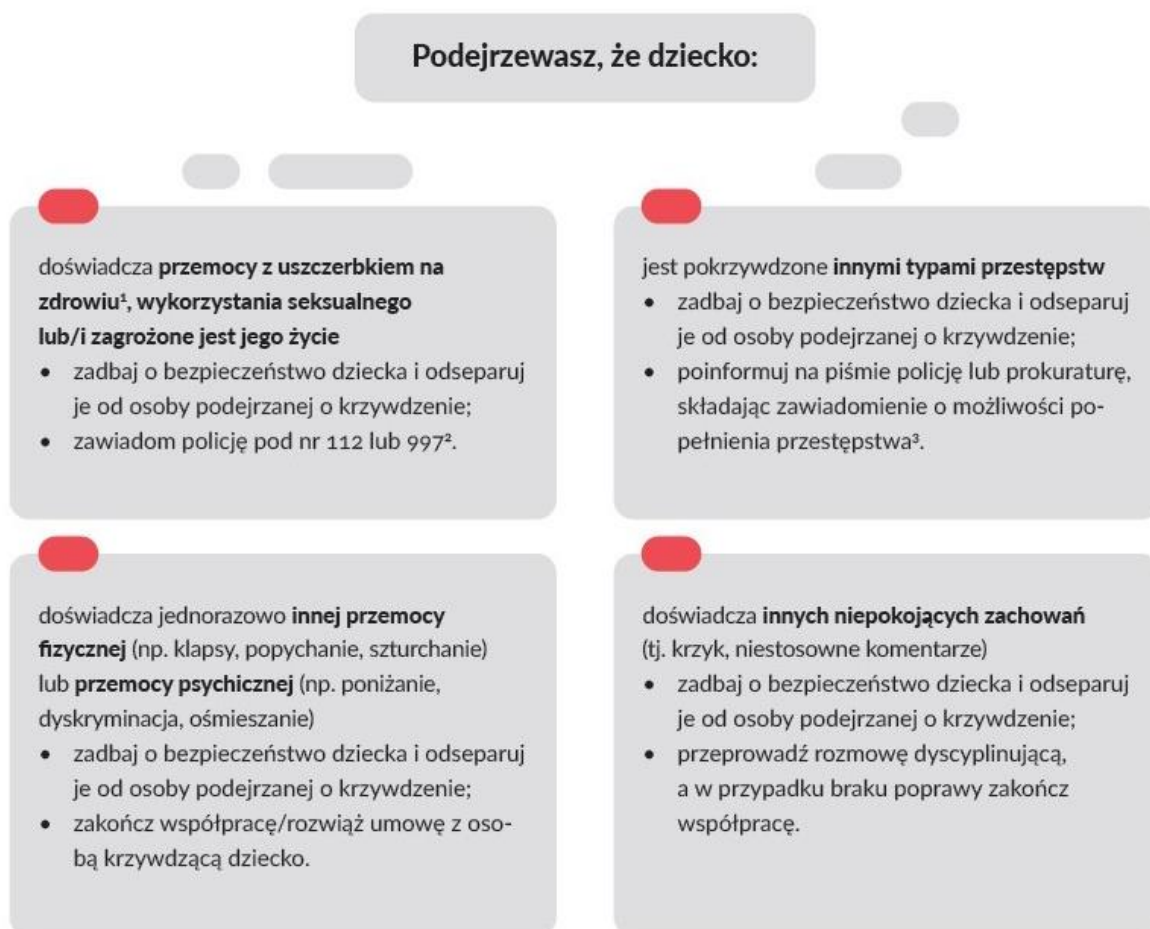 Podejrzewasz, że dziecko:
doświadcza przemocy z uszczerbkiem na
zdrowiu¹, wykorzystania seksualnego
lub/i zagrożone jest jego życie
• zadbaj o bezpieczeństwo dziecka i odseparuj
je od osoby podejrzanej o krzywdzenie;
• zawiadom policję pod nr 112 lub 997².
jest pokrzywdzone innymi typami przestępstw
• zadbaj o bezpieczeństwo dziecka i odseparuj
je od osoby podejrzanej o krzywdzenie;
• poinformuj na piśmie policję lub prokuraturę,
składając zawiadomienie o możliwości po-
pełnienia przestępstwa³.
doświadcza jednorazowo innej przemocy
fizycznej (np. klapsy, popychanie, szturchanie)
lub przemocy psychicznej (np. poniżanie,
dyskryminacja, ośmieszanie)
• zadbaj o bezpieczeństwo dziecka i odseparuj
je od osoby podejrzanej o krzywdzenie;
• zakończ współpracę/rozwiąż umowę z oso-
bą krzywdzącą dziecko.
doświadcza innych niepokojących zachowań
(tj. krzyk, niestosowne komentarze)
• zadbaj o bezpieczeństwo dziecka i odseparuj
je od osoby podejrzanej o krzywdzenie;
• przeprowadź rozmowę dyscyplinującą,
a w przypadku braku poprawy zakończ
współpracę.